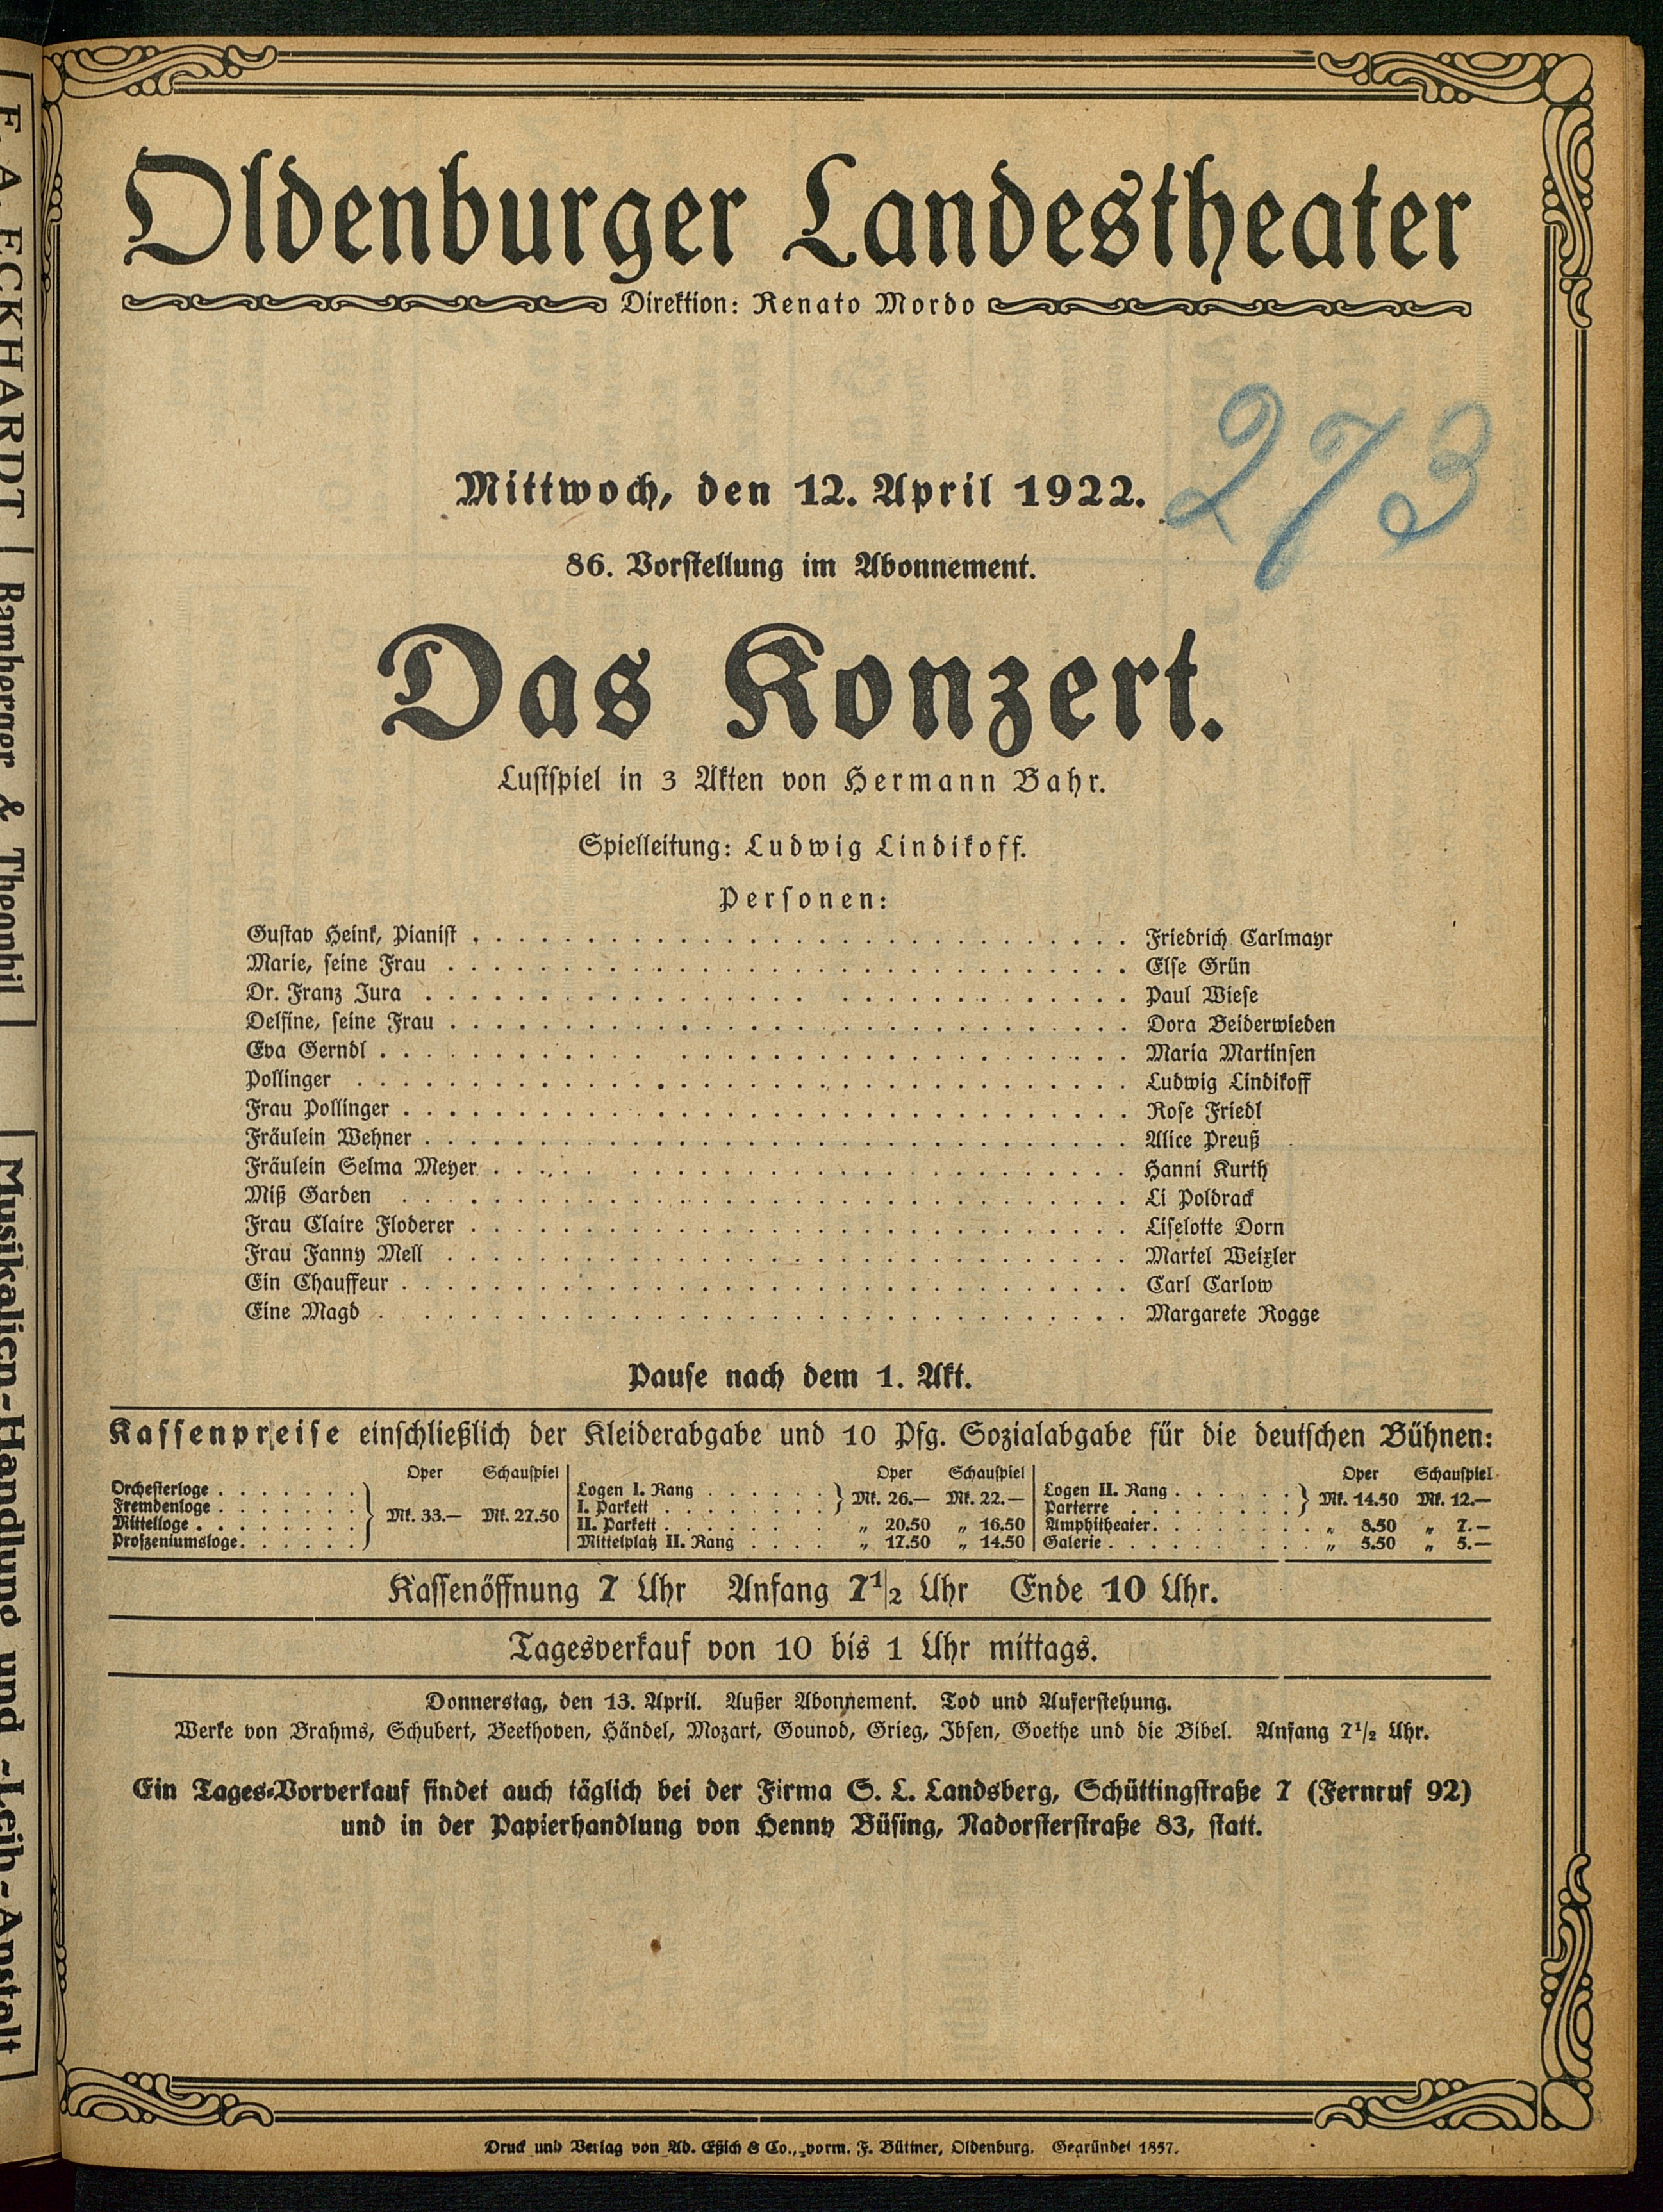 Oldenburger Landestheater
Direktion: Renato Mordo
273
Mittwoch, den 12. April 1922.
86. Vorstellung im Abonnement.
Das Konzert.
Lustspiel in 3 Akten von Hermann Bahr.
Spielleitung: Ludwig Lindikoff.
Personen:
Gustav Heink, Pianist . . . . . Friedrich Carlmayr
Marie, seine Frau . . . . . Else Grün
Dr. Franz Jura . . . . . Paul Wiese
Delfine, seine Frau . . . . . Dora Beiderwieden
Eva Gerndl . . . . . Maria Martinsen
Pollinger . . . . . Ludwig Lindikoff
Frau Pollinger . . . . . Rose Friedl
Fräulein Wehner . . . . . Alice Preuß
Fräulein Selma Meyer . . . . . Hanni Kurth
Miß Garden . . . . . Li Poldrack
Frau Claire Floderer . . . . . Liselotte Dorn
Frau Fanny Mell . . . . . Martel Weixler
Ein Chauffeur . . . . . Carl Carlow
Eine Magd . . . . . Margarete Rogge
Pause nach dem 1. Akt.
Kassenpreise einschließlich der Kleiderabgabe und 10 Pfg. Sozialabgabe für die deutschen Bühnen:
Oper Schauspiel
Orchesterloge . . . . .
Fremdenloge . . . . .
Mittelloge . . . . .
Proszeniumsloge . . . . .
Mk. 33.— Mk. 27.50
Oper Schauspiel
Logen I. Rang . . . . .
I. Parkett . . . . .
Mk. 26.— Mk. 22.—
II. Parkett . . . . . „ 20.50 „ 16.50
Mittelplatz II. Rang . . . . „ 17.50 „ 14.50
Oper Schauspiel
Logen II. Rang . . . . .
Parterre . . . . .
Mk. 14.50 Mk. 12.—
Amphitheater . . . . . „ 8.50 „ 7.—
Galerie . . . . . „ 5.50 „ 5.—
Kassenöffnung 7 Uhr Anfang 7 1/2 Uhr Ende 10 Uhr.
Tagesverkauf von 10 bis 1 Uhr mittags.
Donnerstag, den 13. April. Außer Abonnement. Tod und Auferstehung.
Werke von Brahms, Schubert, Beethoven, Händel, Mozart, Gounod, Grieg, Ibsen, Goethe und die Bibel. Anfang 7 1/2 Uhr.
Ein Tages-Vorverkauf findet auch täglich bei der Firma S. L. Landsberg, Schüttingstraße 7 (Fernruf 92)
und in der Papierhandlung von Henny Büsing, Nadorsterstraße 83, statt.
Druck und Verlag von Ad. Eßich & Co., vorm. F. Büttner, Oldenburg. Gegründet 1857.
F. A. ECKHARDT
Bamberger & Theophil
Musikalien-Handlung und -Leih-Anstalt